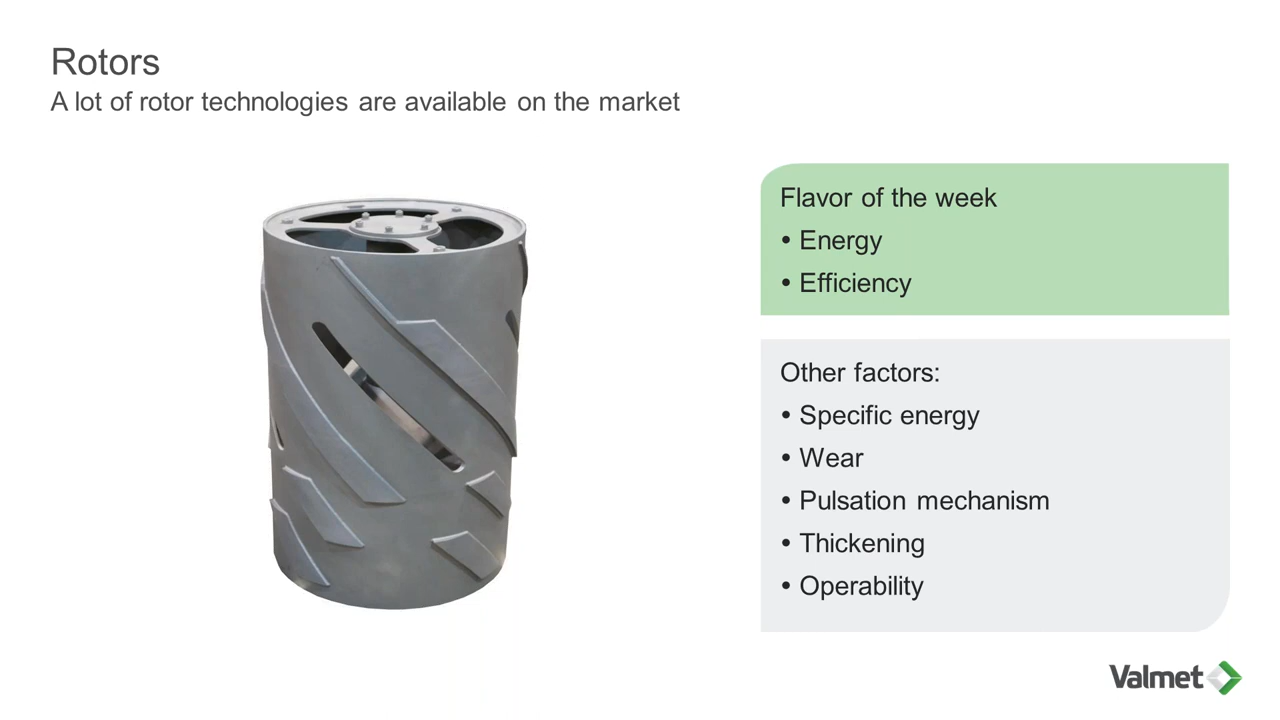 Rotors
A lot of rotor technologies are available on the market
Flavor of the week
• Energy
• Efficiency
Other factors:
• Specific energy
• Wear
• Pulsation mechanism
• Thickening
• Operability
Valmet